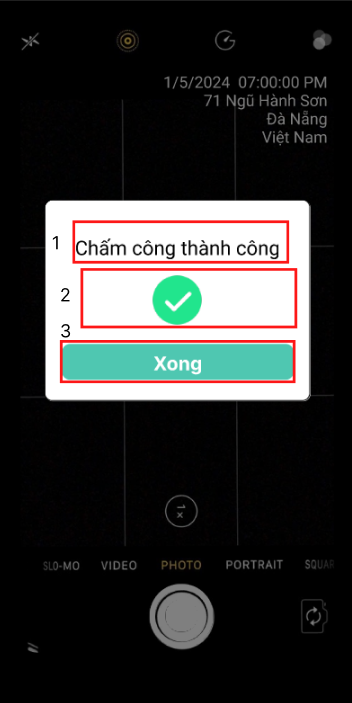 1/5/2024 07:00:00 PM
71 Ngũ Hành Sơn
Đà Nẵng
Việt Nam
1
Chấm công thành công
2
3
Xong
SLO-MO VIDEO PHOTO PORTRAIT SQUAR